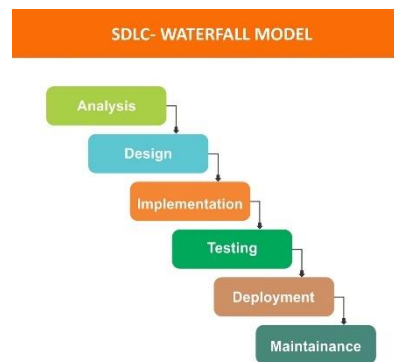 SDLC- WATERFALL MODEL
Analysis
Design
Implementation
Testing
Deployment
Maintainance